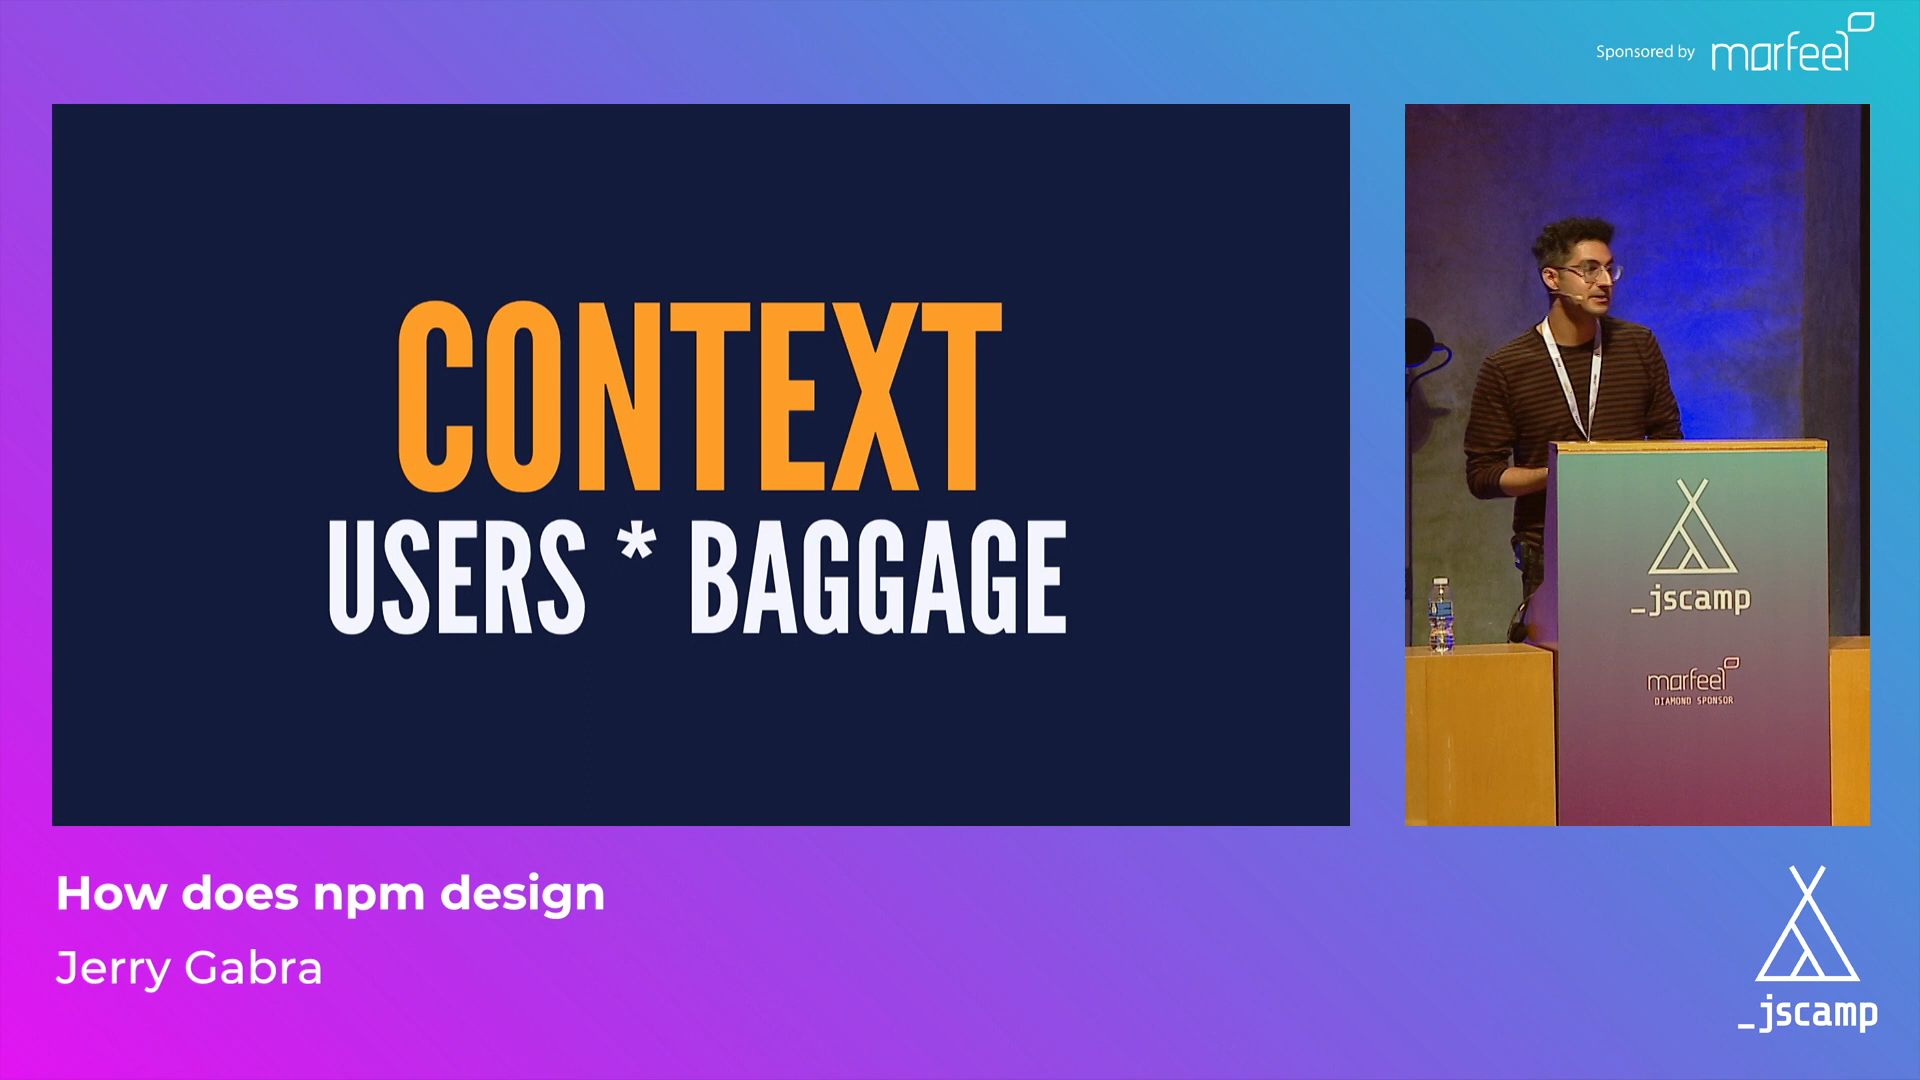 Sponsored by marfeel
CONTEXT
USERS * BAGGAGE
_jscamp
marfeel
DIAMOND SPONSOR
How does npm design
Jerry Gabra
_jscamp